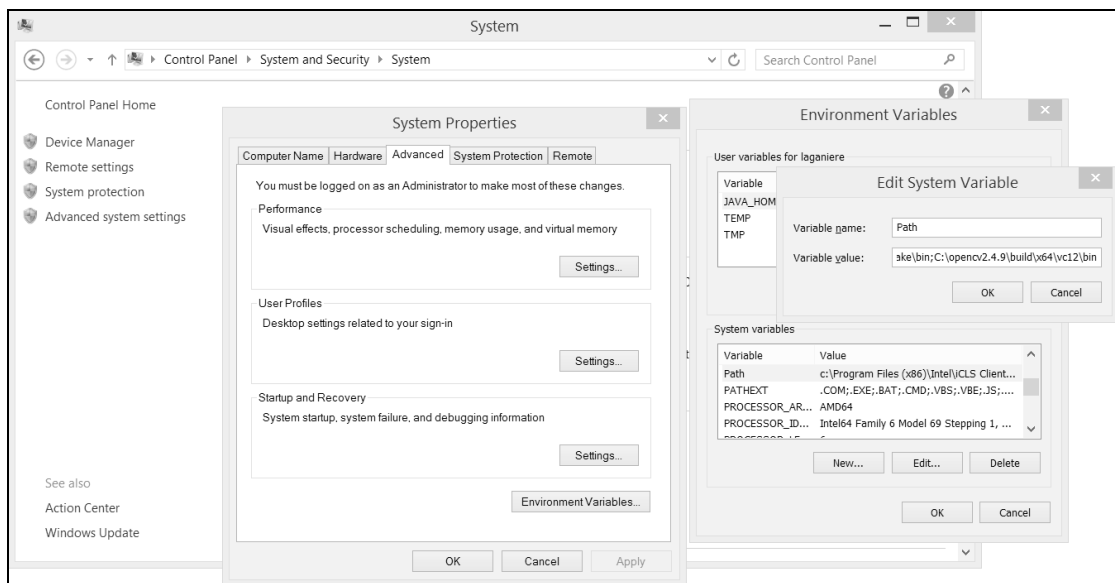 System
Control Panel System and Security System
Search Control Panel
Control Panel Home
Device Manager
Remote settings
System protection
Advanced system settings
See also
Action Center
Windows Update
System Properties
Computer Name Hardware Advanced System Protection Remote
You must be logged on as an Administrator to make most of these changes.
Performance
Visual effects, processor scheduling, memory usage, and virtual memory
Settings...
User Profiles
Desktop settings related to your sign-in
Settings...
Startup and Recovery
System startup, system failure, and debugging information
Settings...
Environment Variables...
OK Cancel Apply
Environment Variables
User variables for laganiere
Variable
JAVA_HOM
TEMP
TMP
Edit System Variable
Variable name: Path
Variable value: ake\bin;C:\opencv2.4.9\build\x64\vc12\bin
OK Cancel
System variables
Variable Value
Path c:\Program Files (x86)\Intel\iCLS Client...
PATHEXT .COM;.EXE;.BAT;.CMD;.VBS;.VBE;.JS;....
PROCESSOR_AR... AMD64
PROCESSOR_ID... Intel64 Family 6 Model 69 Stepping 1, ...
New... Edit... Delete
OK Cancel